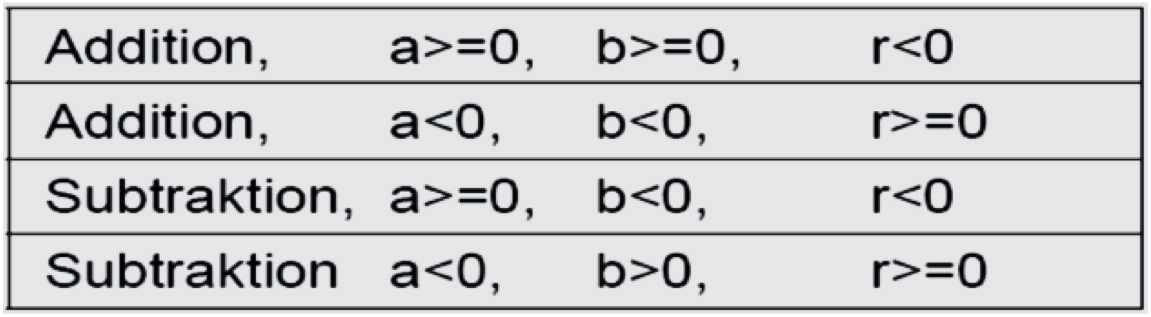 Addition, a>=0, b>=0, r<0
Addition, a<0, b<0, r>=0
Subtraktion, a>=0, b<0, r<0
Subtraktion a<0, b>0, r>=0